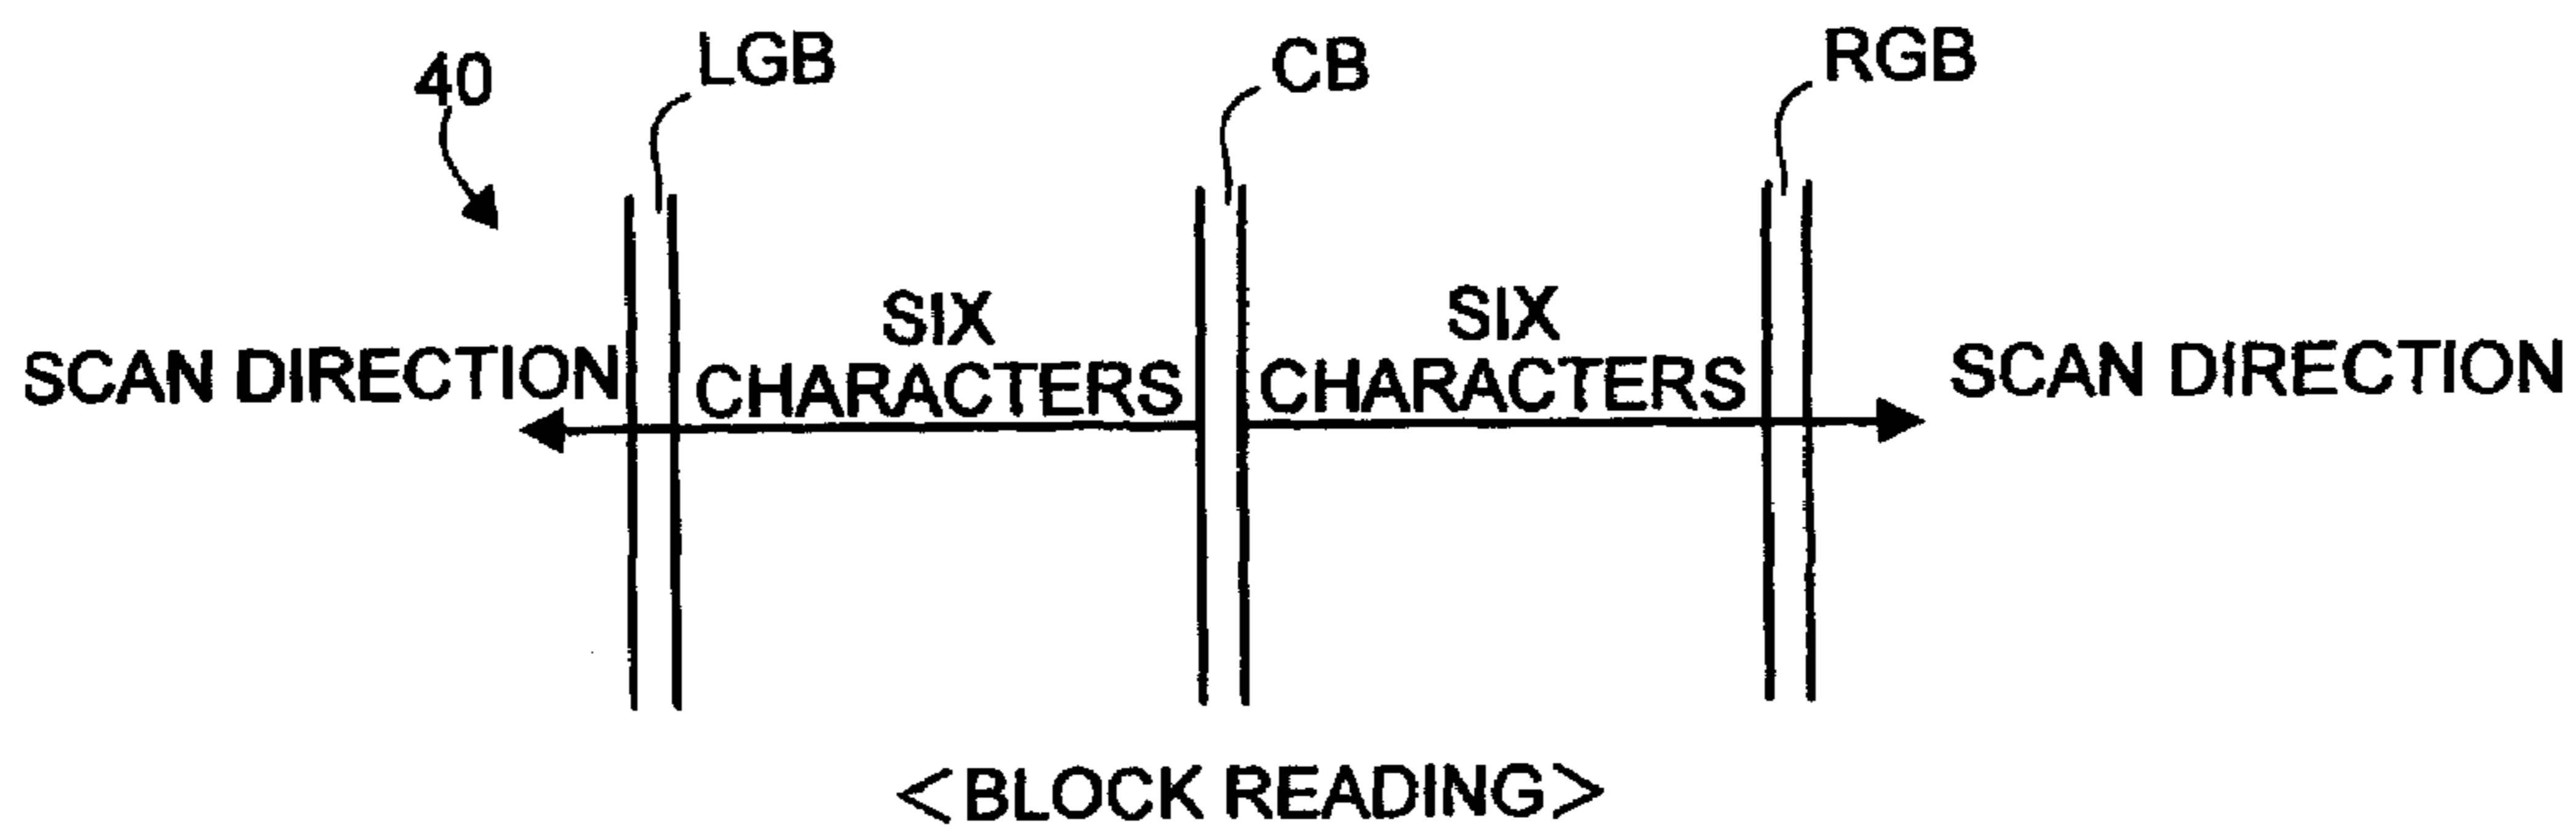 40
LGB
CB
RGB
SCAN DIRECTION
SIX
CHARACTERS
SIX
CHARACTERS
SCAN DIRECTION
<BLOCK READING>